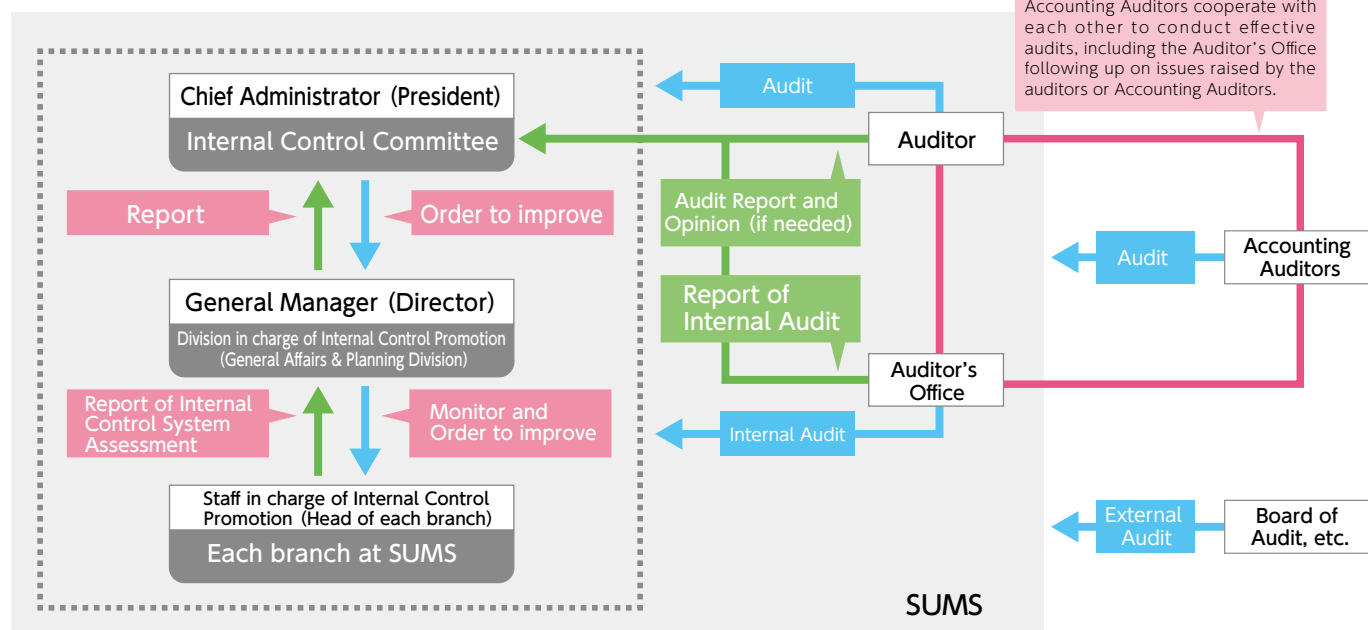 Accounting Auditors cooperate with
each other to conduct effective
audits, including the Auditor's Office
following up on issues raised by the
auditors or Accounting Auditors.
Chief Administrator (President)
Internal Control Committee
Report
Order to improve
General Manager (Director)
Division in charge of Internal Control Promotion
(General Affairs & Planning Division)
Report of Internal
Control System
Assessment
Monitor and
Order to improve
Staff in charge of Internal Control
Promotion (Head of each branch)
Each branch at SUMS
Audit
Auditor
Audit Report and
Opinion (if needed)
Report of
Internal Audit
Auditor's
Office
Internal Audit
Audit
Accounting
Auditors
External
Audit
Board of
Audit, etc.
SUMS